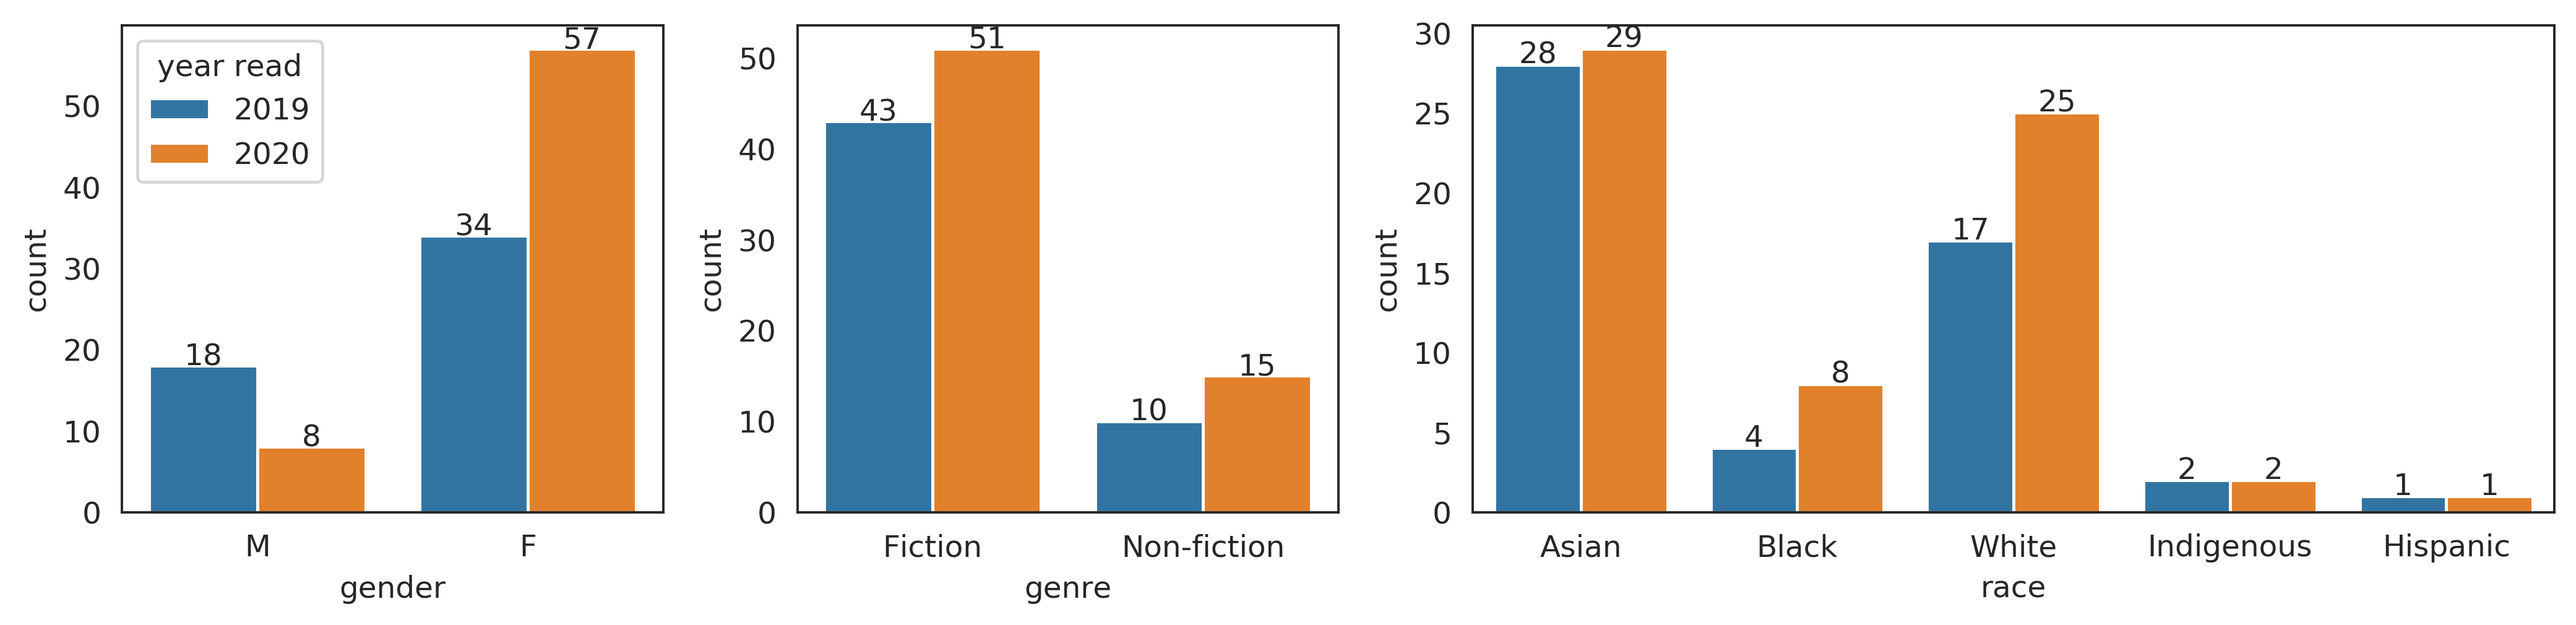 year read
2019
2020
50
40
30
20
10
0
count
18
8
34
57
M
F
gender
50
40
30
20
10
0
count
43
51
10
15
Fiction
Non-fiction
genre
30
25
20
15
10
5
0
count
28
29
4
8
17
25
2
2
1
1
Asian
Black
White
Indigenous
Hispanic
race